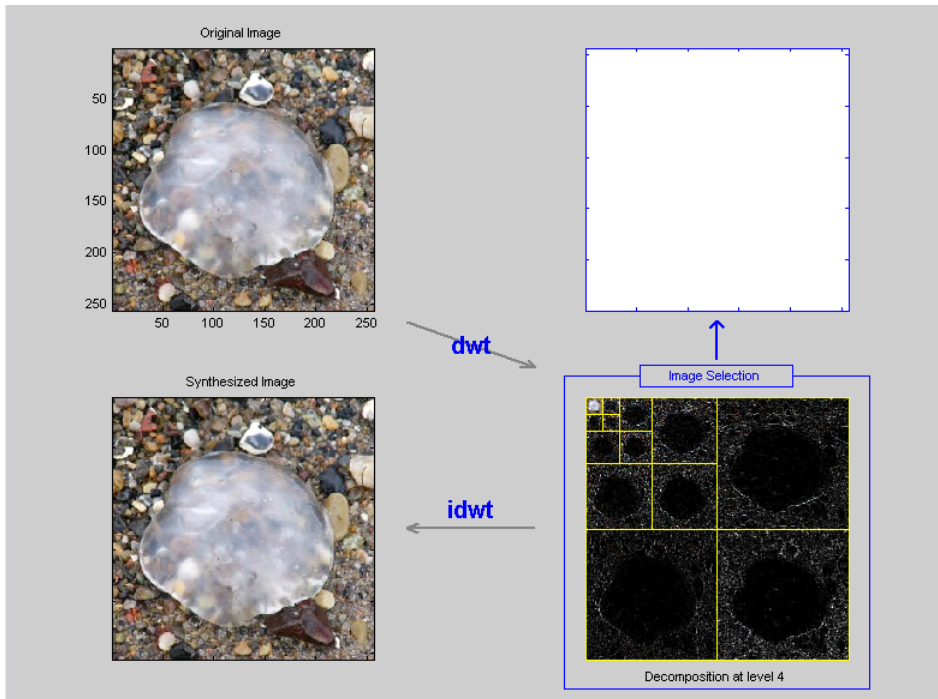 Original Image
50
100
150
200
250
50 100 150 200 250
dwt
Image Selection
Synthesized Image
idwt
Decomposition at level 4